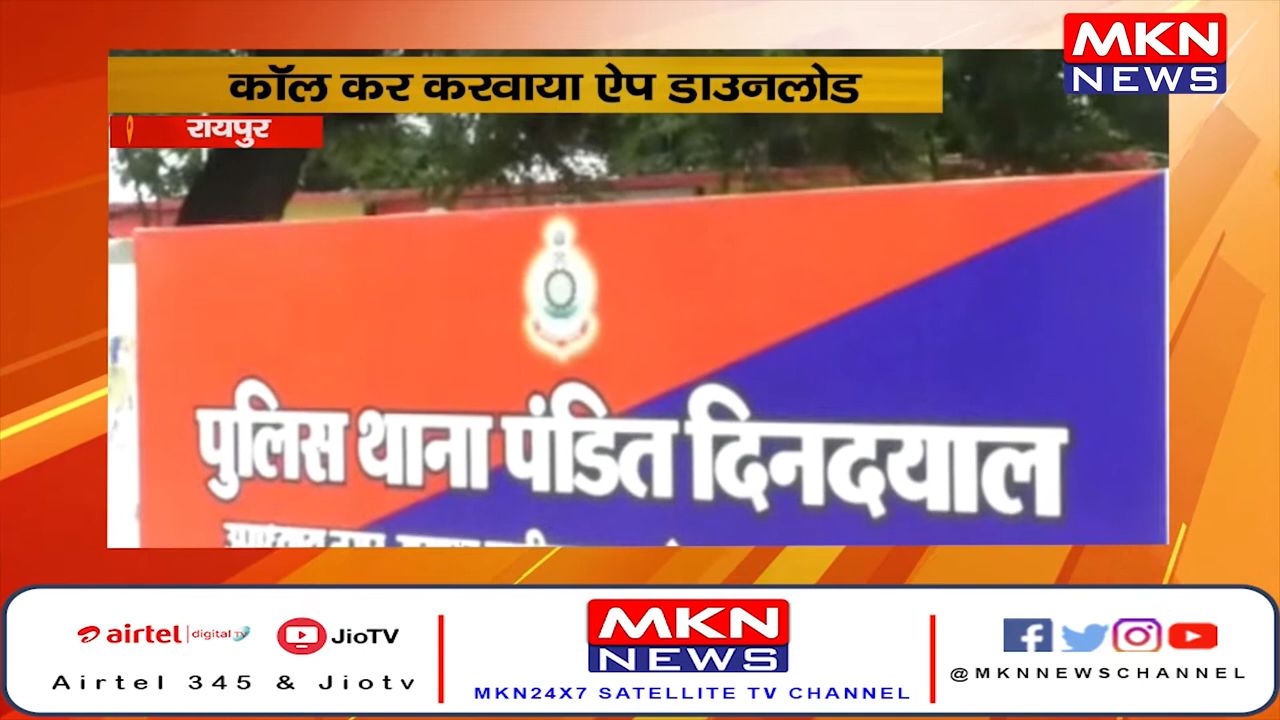 MKN
NEWS
कॉल कर करवाया ऐप डाउनलोड
रायपुर
पुलिस थाना पंडित दिनदयाल
airtel digital TV
JioTV
Airtel 345 & Jiotv
MKN
NEWS
MKN24X7 SATELLITE TV CHANNEL
@MKNNEWSCHANNEL